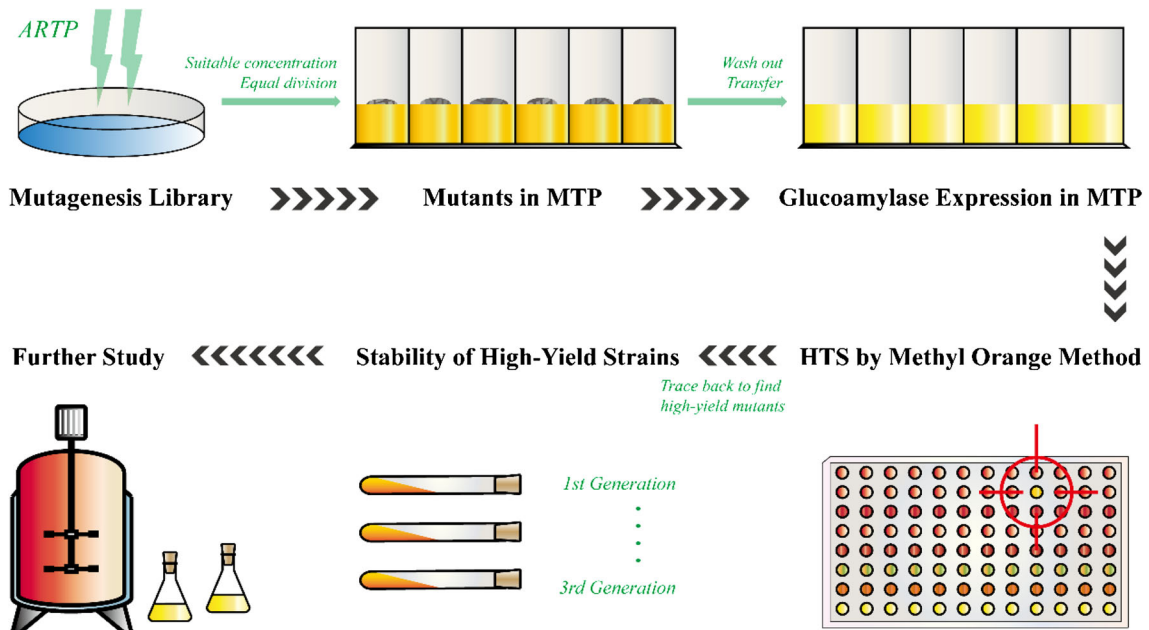 ARTP
Suitable concentration
Equal division
Wash out
Transfer
Mutagenesis Library
Mutants in MTP
Glucoamylase Expression in MTP
Further Study
Stability of High-Yield Strains
HTS by Methyl Orange Method
Trace back to find
high-yield mutants
1st Generation
3rd Generation